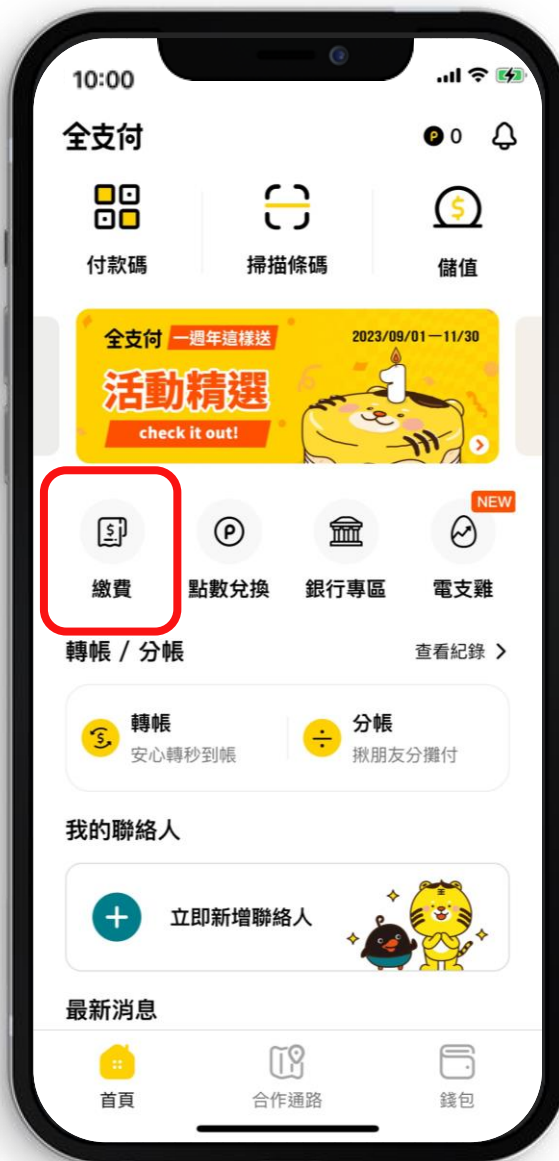 10:00
全支付
P 0
付款碼
掃描條碼
儲值
全支付 一週年這樣送
2023/09/01－11/30
活動精選
check it out!
1
NEW
繳費
點數兌換
銀行專區
電支雞
轉帳 / 分帳
查看紀錄
轉帳
安心轉秒到帳
分帳
揪朋友分攤付
我的聯絡人
立即新增聯絡人
最新消息
首頁
合作通路
錢包